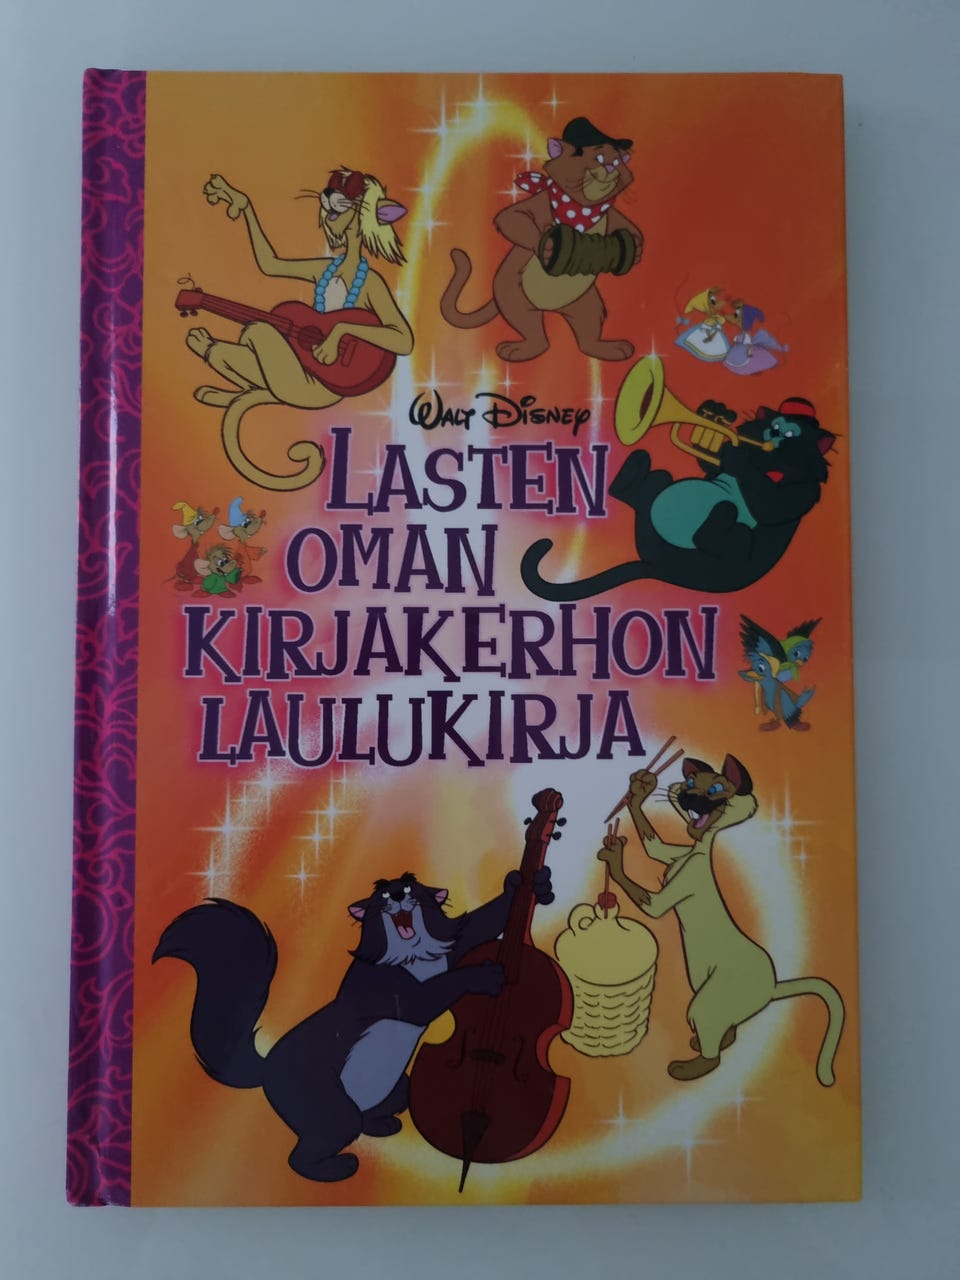 Walt Disney
LASTEN
OMAN
KIRJAKERHON
LAULUKIRJA